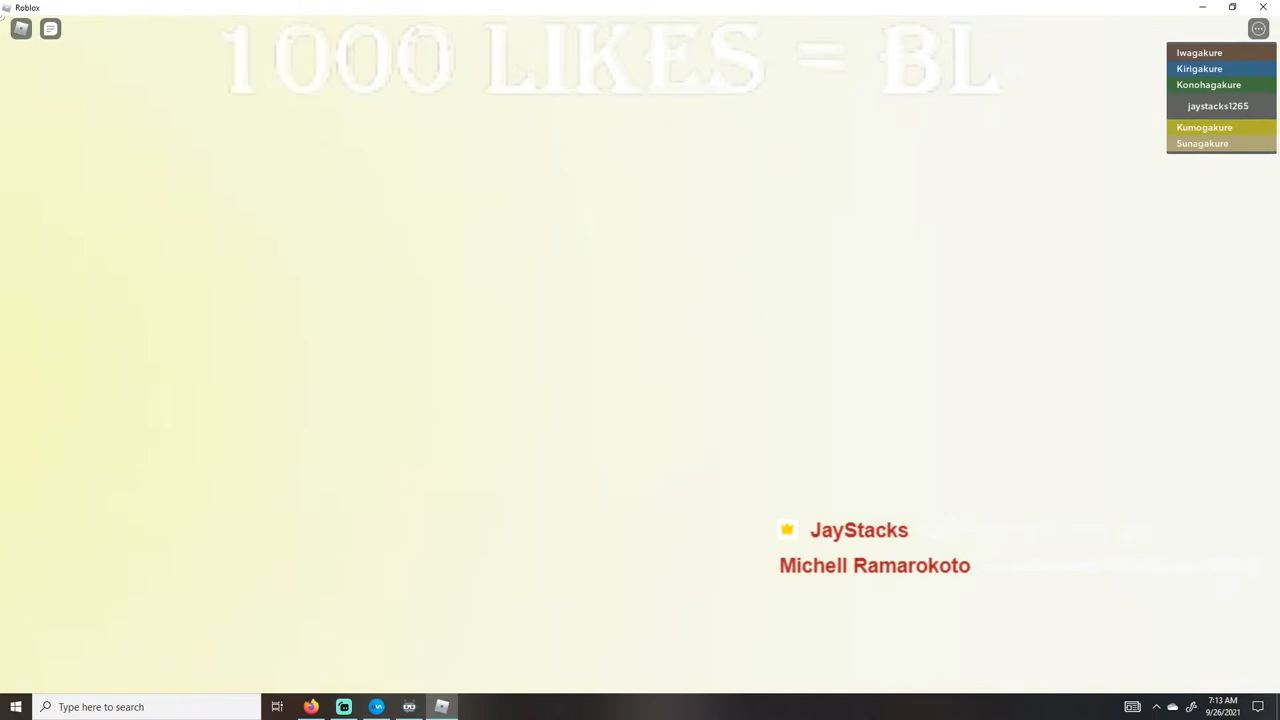 Roblox
1000 LIKES = BL
Iwagakure
Kirigakure
Konohagakure
jaystacks1265
Kumogakure
Sunagakure
JayStacks
Michell Ramarokoto
Type here to search
7:13 AM
9/26/2021